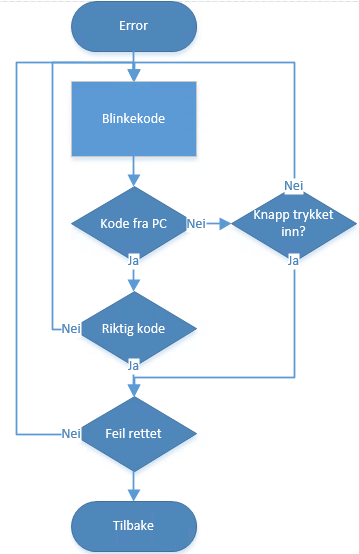 Error
Blinkekode
Kode fra PC
Nei
Knapp trykket
inn?
Nei
Ja
Ja
Riktig kode
Nei
Ja
Feil rettet
Nei
Tilbake